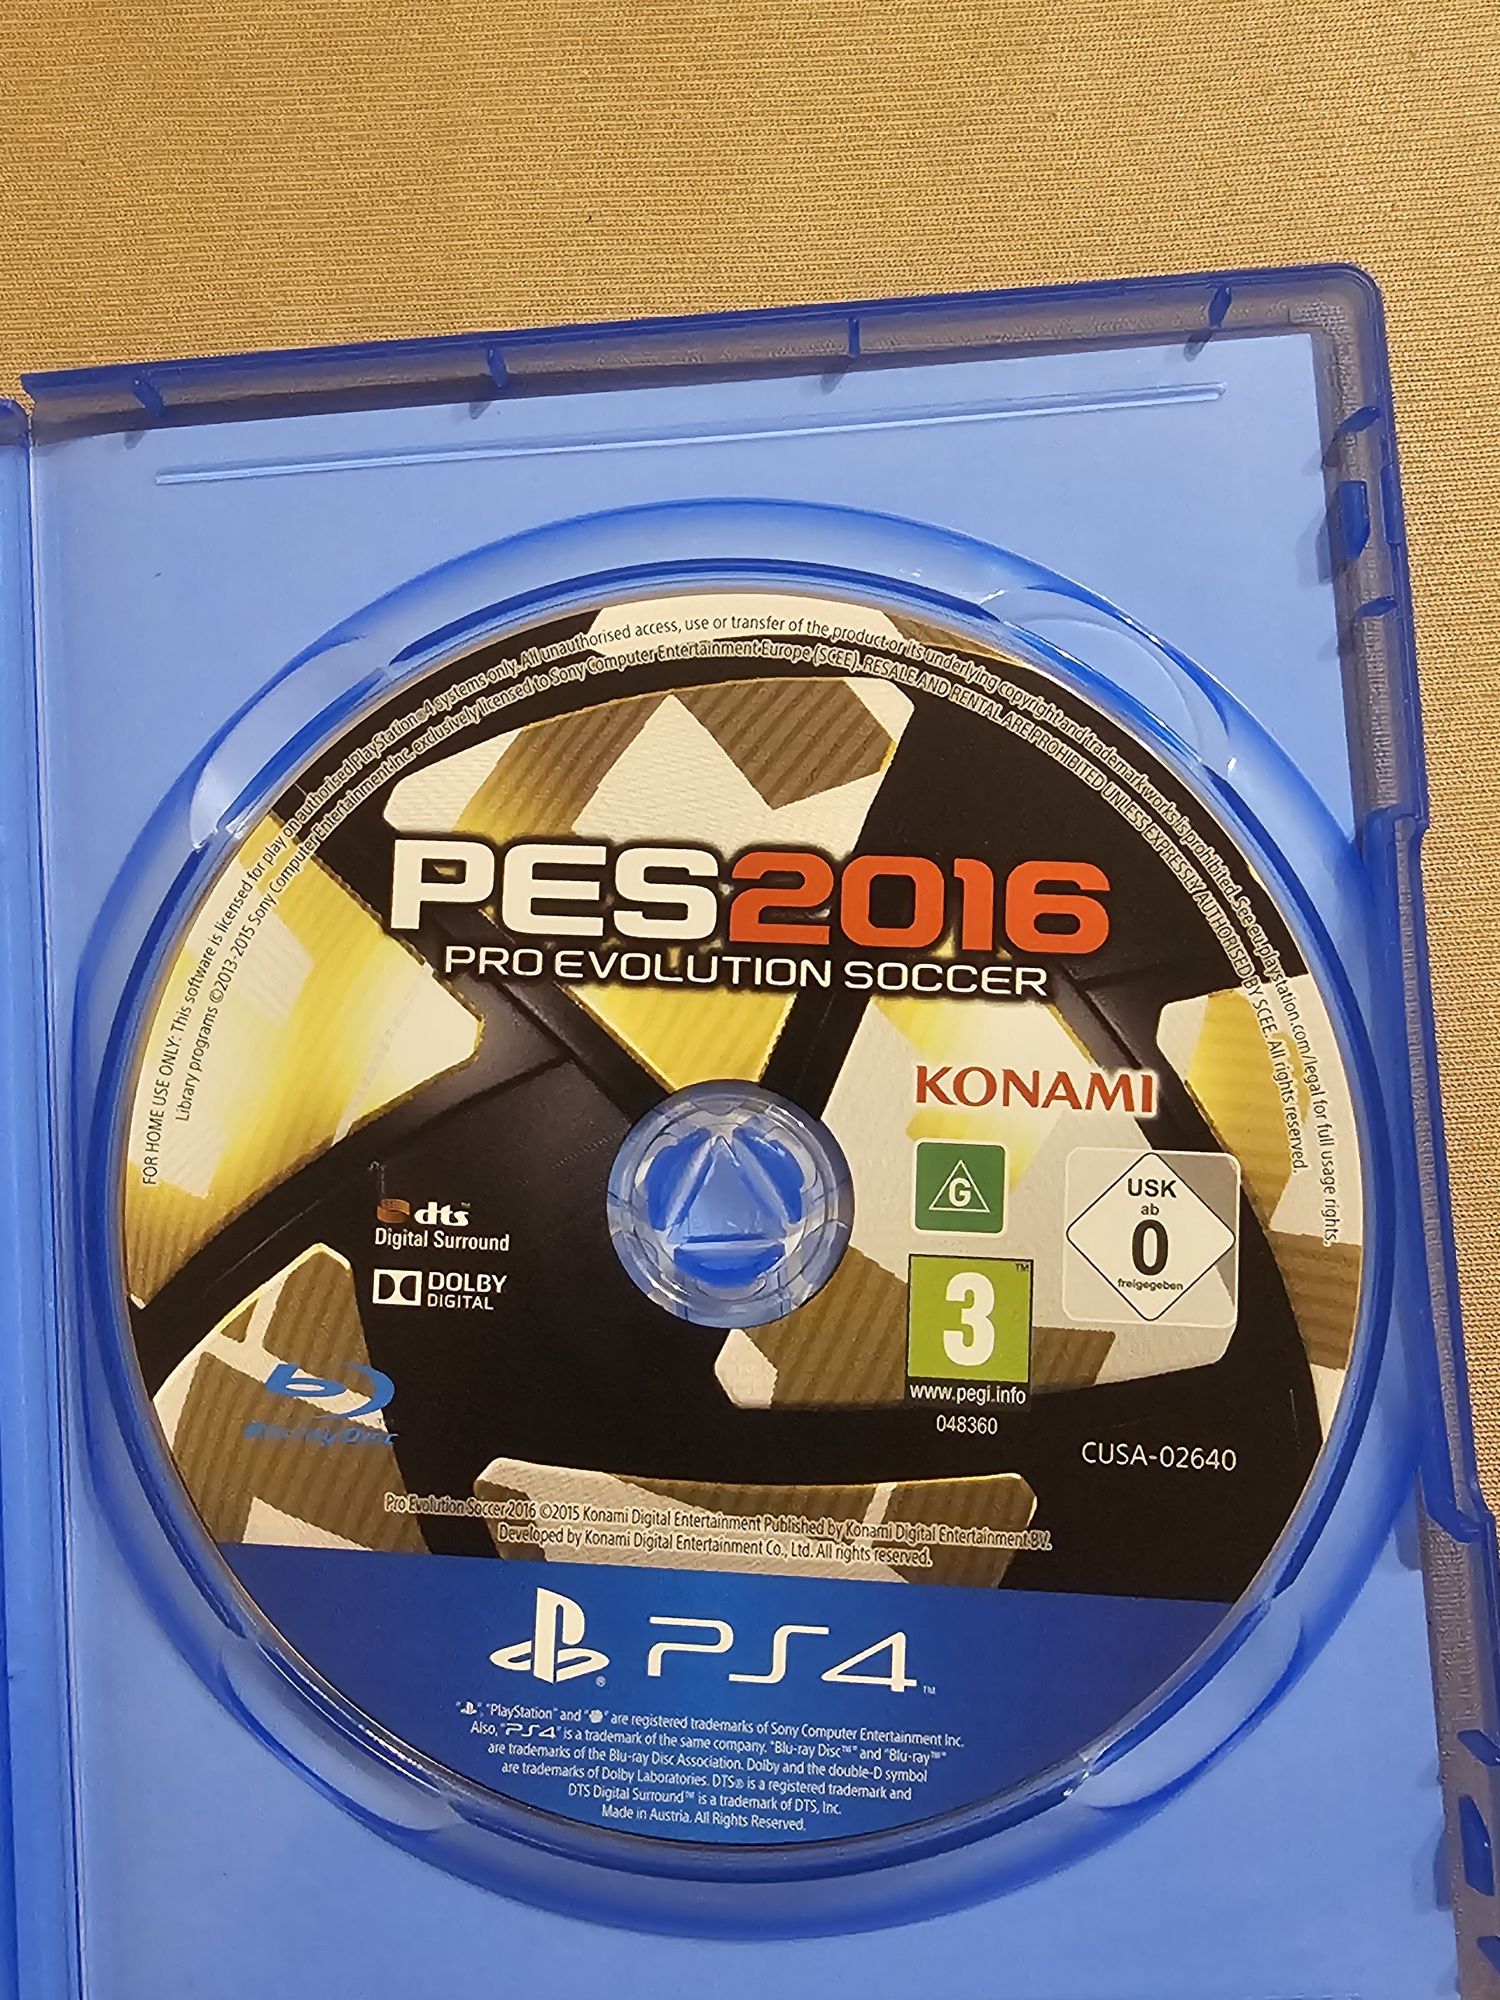 FOR HOME USE ONLY: This software is licensed for play on authorised PlayStation®4 systems only. All unauthorised access, use or transfer of the product or its underlying copyright and trademark works is prohibited. See eu.playstation.com/legal for full usage rights.
Library programs ©2013-2015 Sony Computer Entertainment Inc. exclusively licensed to Sony Computer Entertainment Europe (SCEE). RESALE AND RENTAL ARE PROHIBITED UNLESS EXPRESSLY AUTHORISED BY SCEE. All rights reserved.
PES2016
PRO EVOLUTION SOCCER
KONAMI
G
USK
ab
0
freigegeben
dts™
Digital Surround
DOLBY
DIGITAL
3™
www.pegi.info
048360
Blu-ray Disc
CUSA-02640
Pro Evolution Soccer 2016 ©2015 Konami Digital Entertainment Published by Konami Digital Entertainment BV.
Developed by Konami Digital Entertainment Co., Ltd. All rights reserved.
PS4™
" ", "PlayStation" and " " are registered trademarks of Sony Computer Entertainment Inc.
Also, "PS4" is a trademark of the same company. "Blu-ray Disc™" and "Blu-ray™"
are trademarks of the Blu-ray Disc Association. Dolby and the double-D symbol
are trademarks of Dolby Laboratories. DTS® is a registered trademark and
DTS Digital Surround™ is a trademark of DTS, Inc.
Made in Austria. All Rights Reserved.